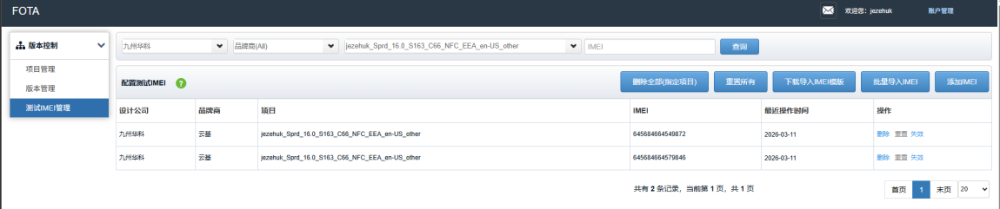 FOTA
欢迎您: jezehuk
账户管理
版本控制
项目管理
版本管理
测试IMEI管理
九州华科
品牌商(All)
jezehuk_Sprd_16.0_S163_C66_NFC_EEA_en-US_other
IMEI
查询
配置测试IMEI
删除全部(指定项目)
重置所有
下载导入IMEI模版
批量导入IMEI
添加IMEI
设计公司 品牌商 项目 IMEI 最近操作时间 操作
九州华科 云基 jezehuk_Sprd_16.0_S163_C66_NFC_EEA_en-US_other 645684664549872 2026-03-11 删除 重置 失效
九州华科 云基 jezehuk_Sprd_16.0_S163_C66_NFC_EEA_en-US_other 645684664579846 2026-03-11 删除 重置 失效
共有 2 条记录，当前第 1 页，共 1 页
首页 1 末页 20